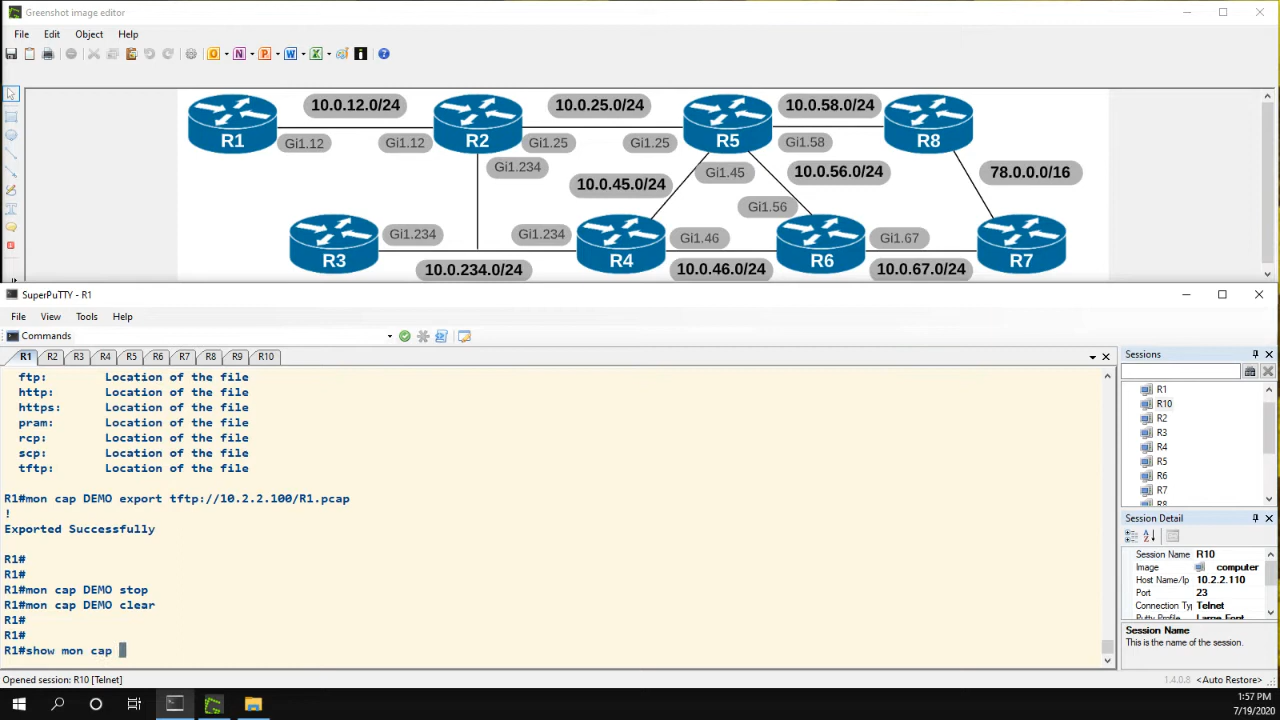 Greenshot image editor
File Edit Object Help
10.0.12.0/24 10.0.25.0/24 10.0.58.0/24
R1 Gi1.12 Gi1.12 R2 Gi1.25 Gi1.25 R5 Gi1.58 R8
Gi1.234 10.0.45.0/24 Gi1.45 10.0.56.0/24 78.0.0.0/16
Gi1.56
R3 Gi1.234 Gi1.234 R4 Gi1.46 R6 Gi1.67 R7
10.0.234.0/24 10.0.46.0/24 10.0.67.0/24
SuperPuTTY - R1
File View Tools Help
Commands
R1 R2 R3 R4 R5 R6 R7 R8 R9 R10
ftp: Location of the file
http: Location of the file
https: Location of the file
pram: Location of the file
rcp: Location of the file
scp: Location of the file
tftp: Location of the file
R1#mon cap DEMO export tftp://10.2.2.100/R1.pcap
!
Exported Successfully
R1#
R1#
R1#mon cap DEMO stop
R1#mon cap DEMO clear
R1#
R1#
R1#show mon cap
Sessions
R1
R10
R2
R3
R4
R5
R6
R7
R8
Session Detail
Session Name R10
Image computer
Host Name/Ip 10.2.2.110
Port 23
Connection Ty Telnet
Putty Profile Large Font
Session Name
This is the name of the session.
Opened session: R10 [Telnet]
1.4.0.8 <Auto Restore>
1:57 PM
7/19/2020